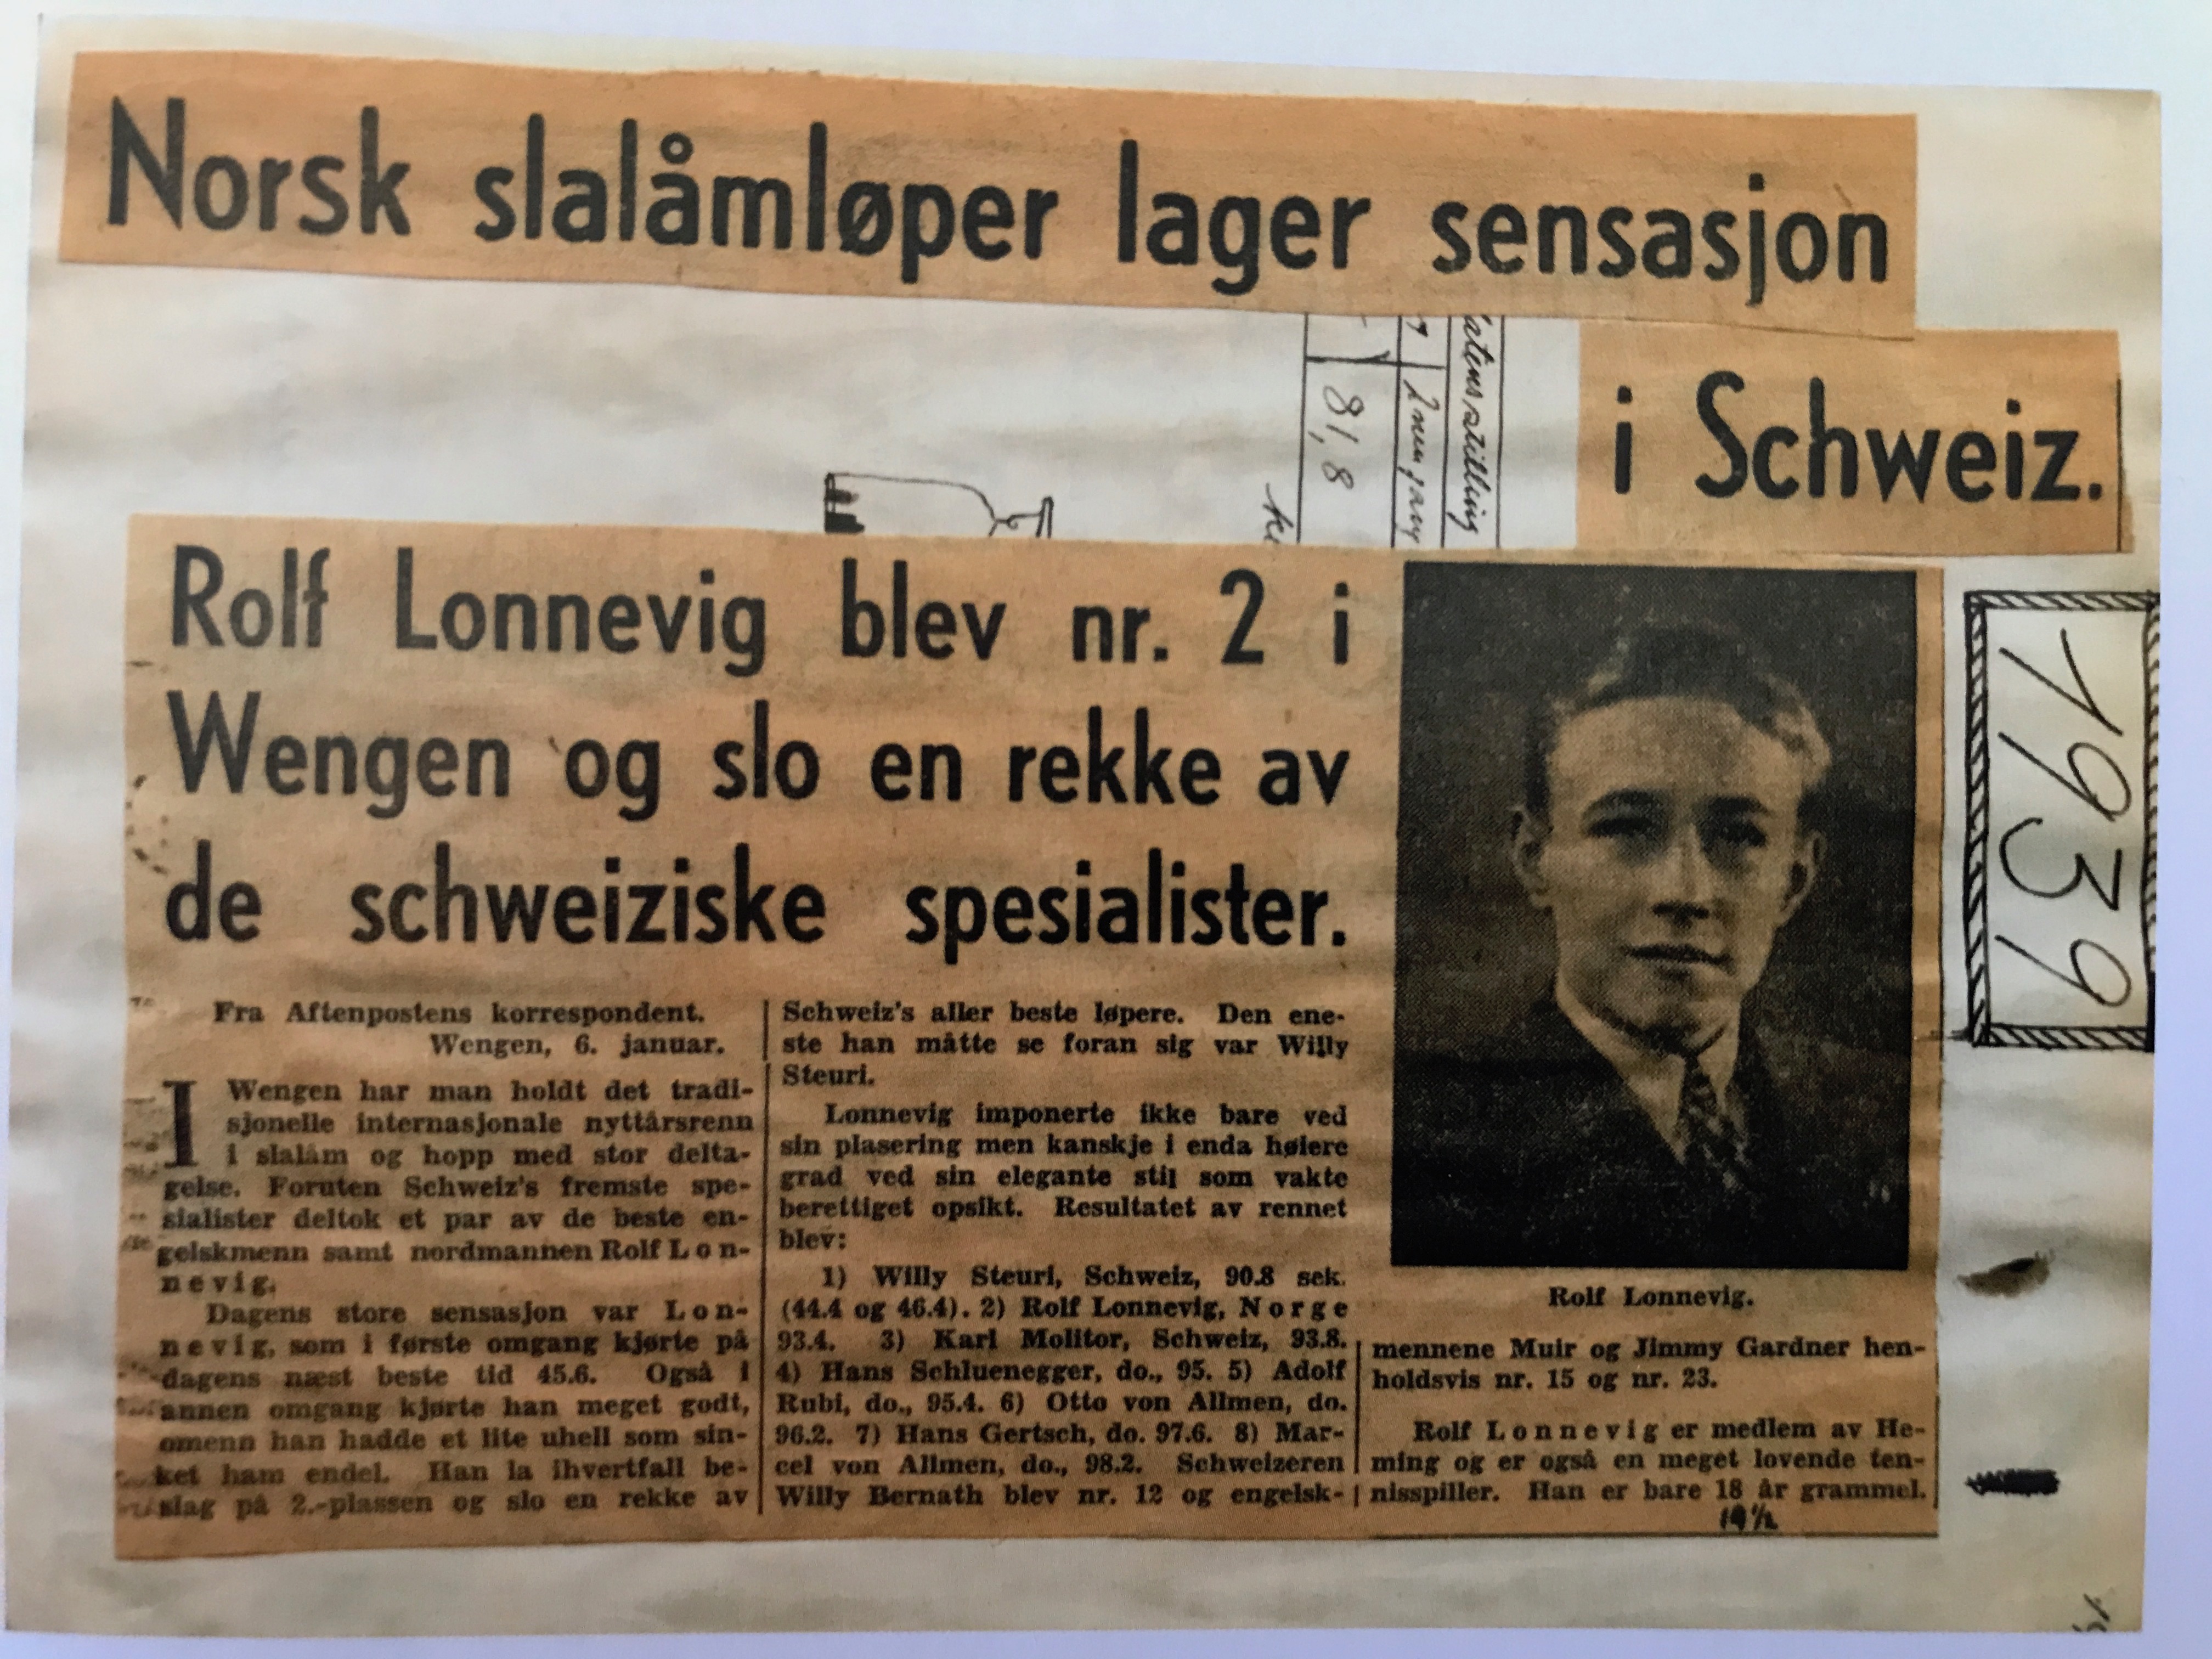 Norsk slalåmløper lager sensasjon
i Schweiz.
Rolf Lonnevig blev nr. 2 i
Wengen og slo en rekke av
de schweiziske spesialister.
Fra Aftenpostens korrespondent.
Wengen, 6. januar.
I Wengen har man holdt det tradi-
sjonelle internasjonale nyttårsrenn
i slalåm og hopp med stor delta-
gelse. Foruten Schweiz's fremste spe-
sialister deltok et par av de beste en-
gelskmenn samt nordmannen Rolf Lon-
nevig.
Dagens store sensasjon var Lon-
nevig, som i første omgang kjørte på
dagens næst beste tid 45.6. Også i
annen omgang kjørte han meget godt,
omenn han hadde et lite uhell som sin-
ket ham endel. Han la ihvertfall be-
slag på 2.-plassen og slo en rekke av
Schweiz's aller beste løpere. Den ene-
ste han måtte se foran sig var Willy
Steuri.
Lonnevig imponerte ikke bare ved
sin plasering men kanskje i enda høiere
grad ved sin elegante stil som vakte
berettiget opsikt. Resultatet av rennet
blev:
1) Willy Steuri, Schweiz, 90.8 sek.
(44.4 og 46.4). 2) Rolf Lonnevig, Norge
93.4. 3) Karl Molitor, Schweiz, 93.8.
4) Hans Schluenegger, do., 95. 5) Adolf
Rubi, do., 95.4. 6) Otto von Allmen, do.
96.2. 7) Hans Gertsch, do. 97.6. 8) Mar-
cel von Allmen, do., 98.2. Schweizeren
Willy Bernath blev nr. 12 og engelsk-
Rolf Lonnevig.
mennene Muir og Jimmy Gardner hen-
holdsvis nr. 15 og nr. 23.
Rolf Lonnevig er medlem av He-
ming og er også en meget lovende ten-
nisspiller. Han er bare 18 år grammel.
19½
1939
2 omgang
81,8